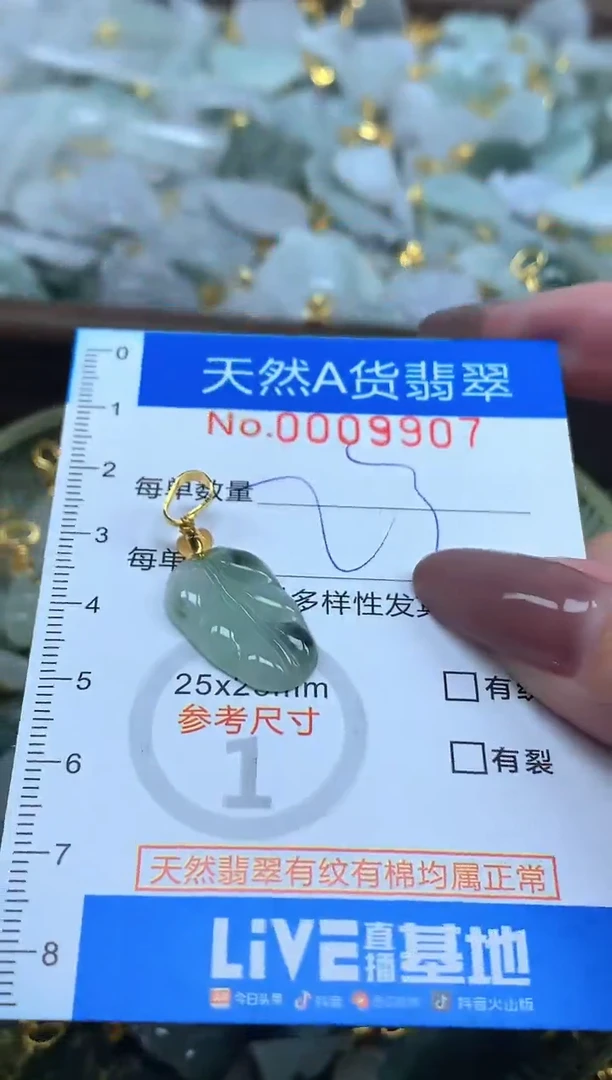 天然A货翡翠
No.0009907
0
1
2
3
4
5
6
7
8
每单数量
每单
多样性发
25x2 mm
参考尺寸
1
有
有裂
天然翡翠有纹有棉均属正常
LiVE直播基地
今日头条 抖音 抖音火山版